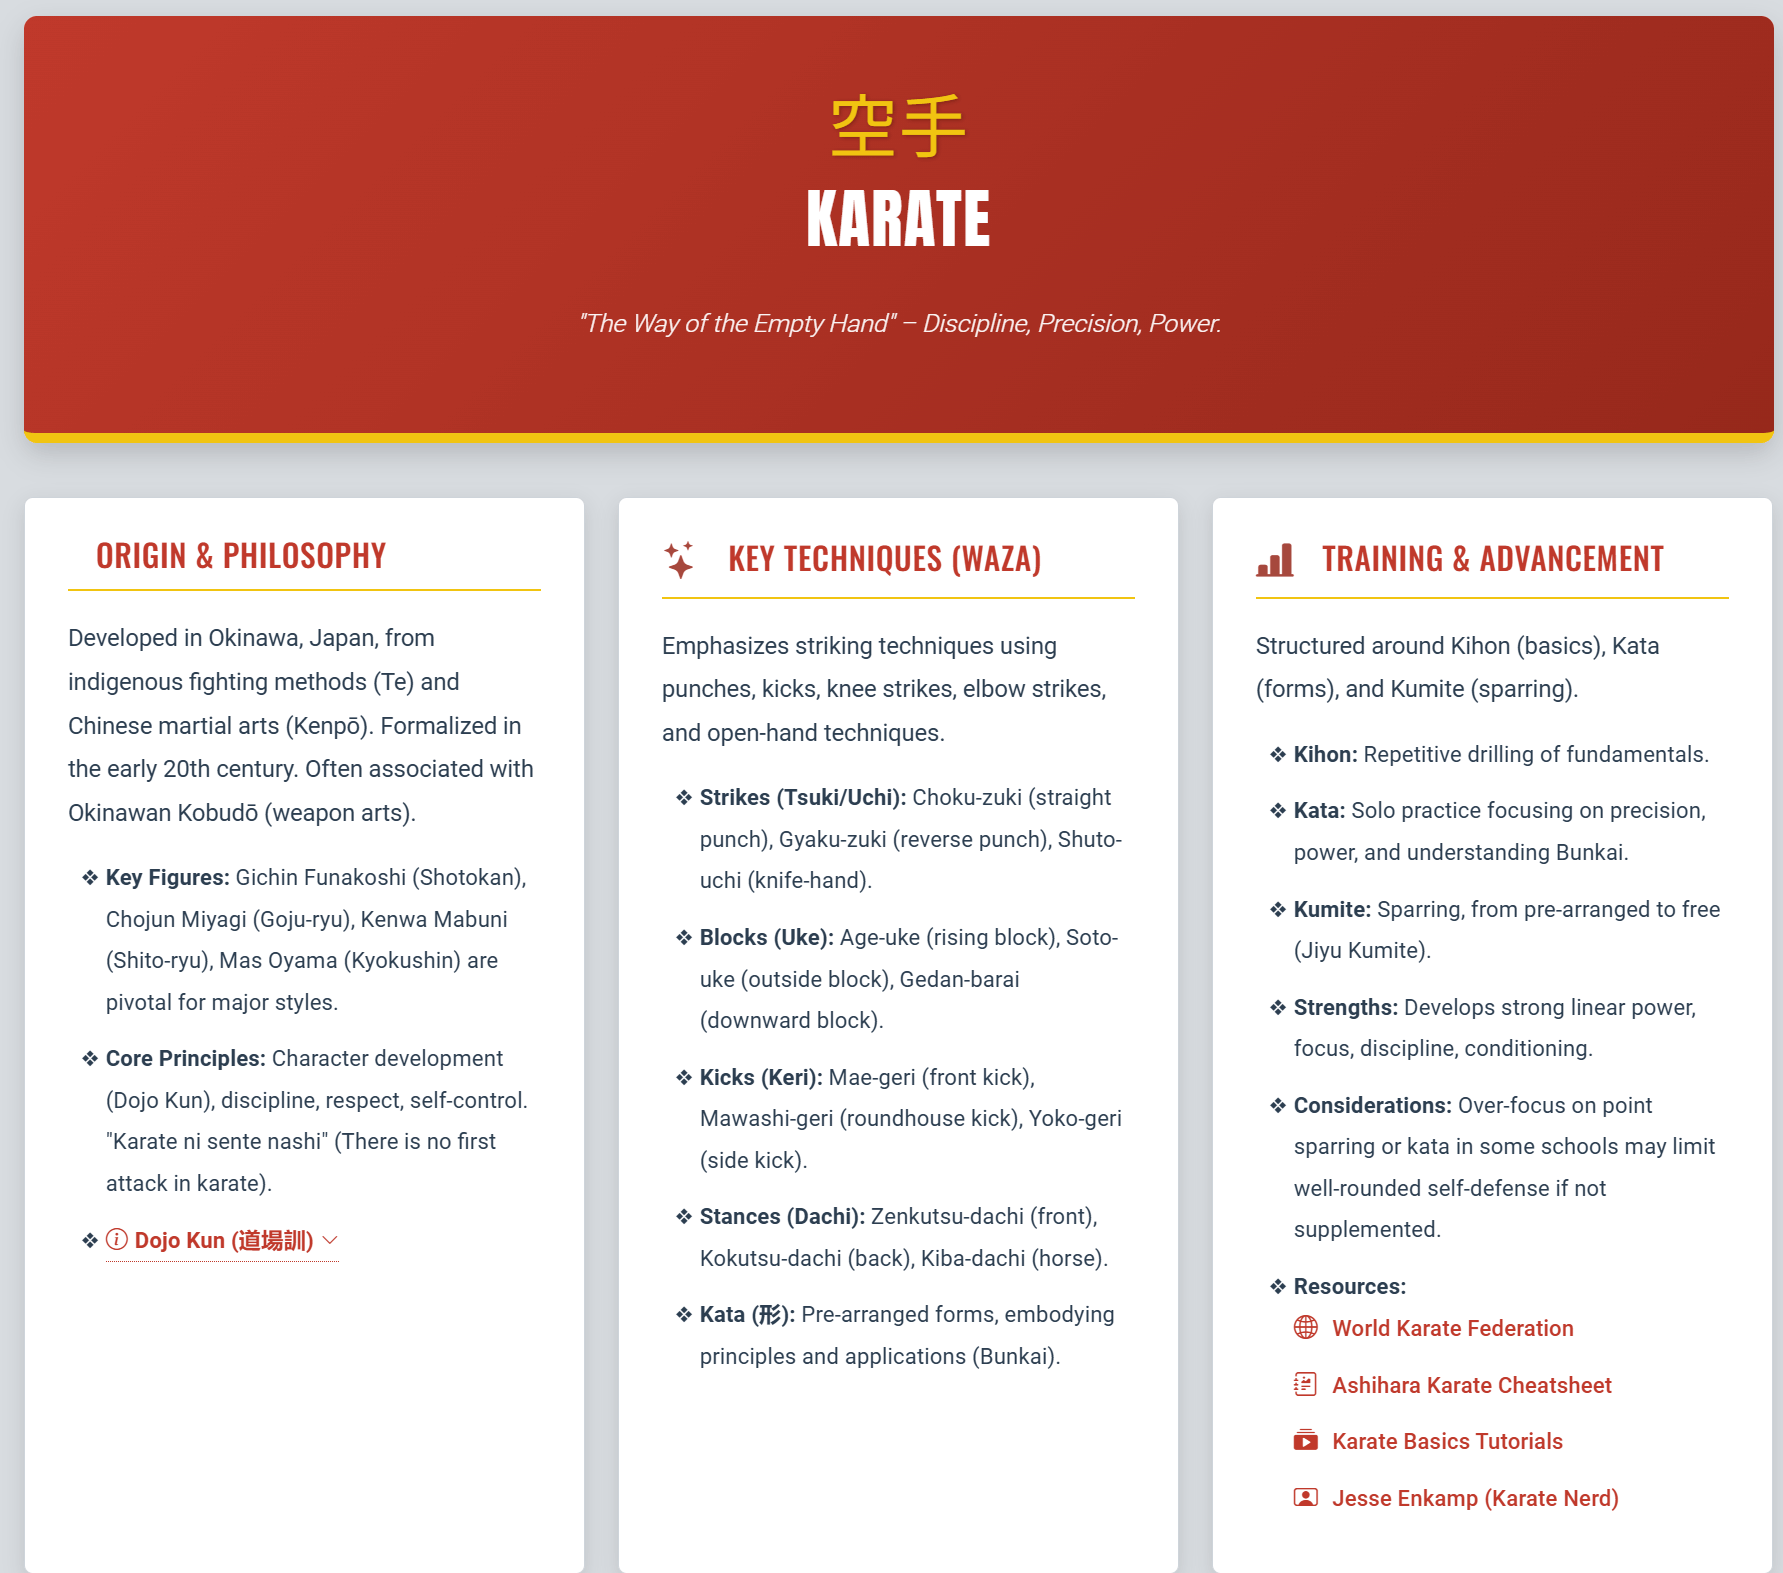 空手
KARATE
"The Way of the Empty Hand" – Discipline, Precision, Power.
ORIGIN & PHILOSOPHY
Developed in Okinawa, Japan, from
indigenous fighting methods (Te) and
Chinese martial arts (Kenpō). Formalized in
the early 20th century. Often associated with
Okinawan Kobudō (weapon arts).
❖ Key Figures: Gichin Funakoshi (Shotokan),
Chojun Miyagi (Goju-ryu), Kenwa Mabuni
(Shito-ryu), Mas Oyama (Kyokushin) are
pivotal for major styles.
❖ Core Principles: Character development
(Dojo Kun), discipline, respect, self-control.
"Karate ni sente nashi" (There is no first
attack in karate).
❖ Dojo Kun (道場訓)
KEY TECHNIQUES (WAZA)
Emphasizes striking techniques using
punches, kicks, knee strikes, elbow strikes,
and open-hand techniques.
❖ Strikes (Tsuki/Uchi): Choku-zuki (straight
punch), Gyaku-zuki (reverse punch), Shuto-
uchi (knife-hand).
❖ Blocks (Uke): Age-uke (rising block), Soto-
uke (outside block), Gedan-barai
(downward block).
❖ Kicks (Keri): Mae-geri (front kick),
Mawashi-geri (roundhouse kick), Yoko-geri
(side kick).
❖ Stances (Dachi): Zenkutsu-dachi (front),
Kokutsu-dachi (back), Kiba-dachi (horse).
❖ Kata (形): Pre-arranged forms, embodying
principles and applications (Bunkai).
TRAINING & ADVANCEMENT
Structured around Kihon (basics), Kata
(forms), and Kumite (sparring).
❖ Kihon: Repetitive drilling of fundamentals.
❖ Kata: Solo practice focusing on precision,
power, and understanding Bunkai.
❖ Kumite: Sparring, from pre-arranged to free
(Jiyu Kumite).
❖ Strengths: Develops strong linear power,
focus, discipline, conditioning.
❖ Considerations: Over-focus on point
sparring or kata in some schools may limit
well-rounded self-defense if not
supplemented.
❖ Resources:
World Karate Federation
Ashihara Karate Cheatsheet
Karate Basics Tutorials
Jesse Enkamp (Karate Nerd)